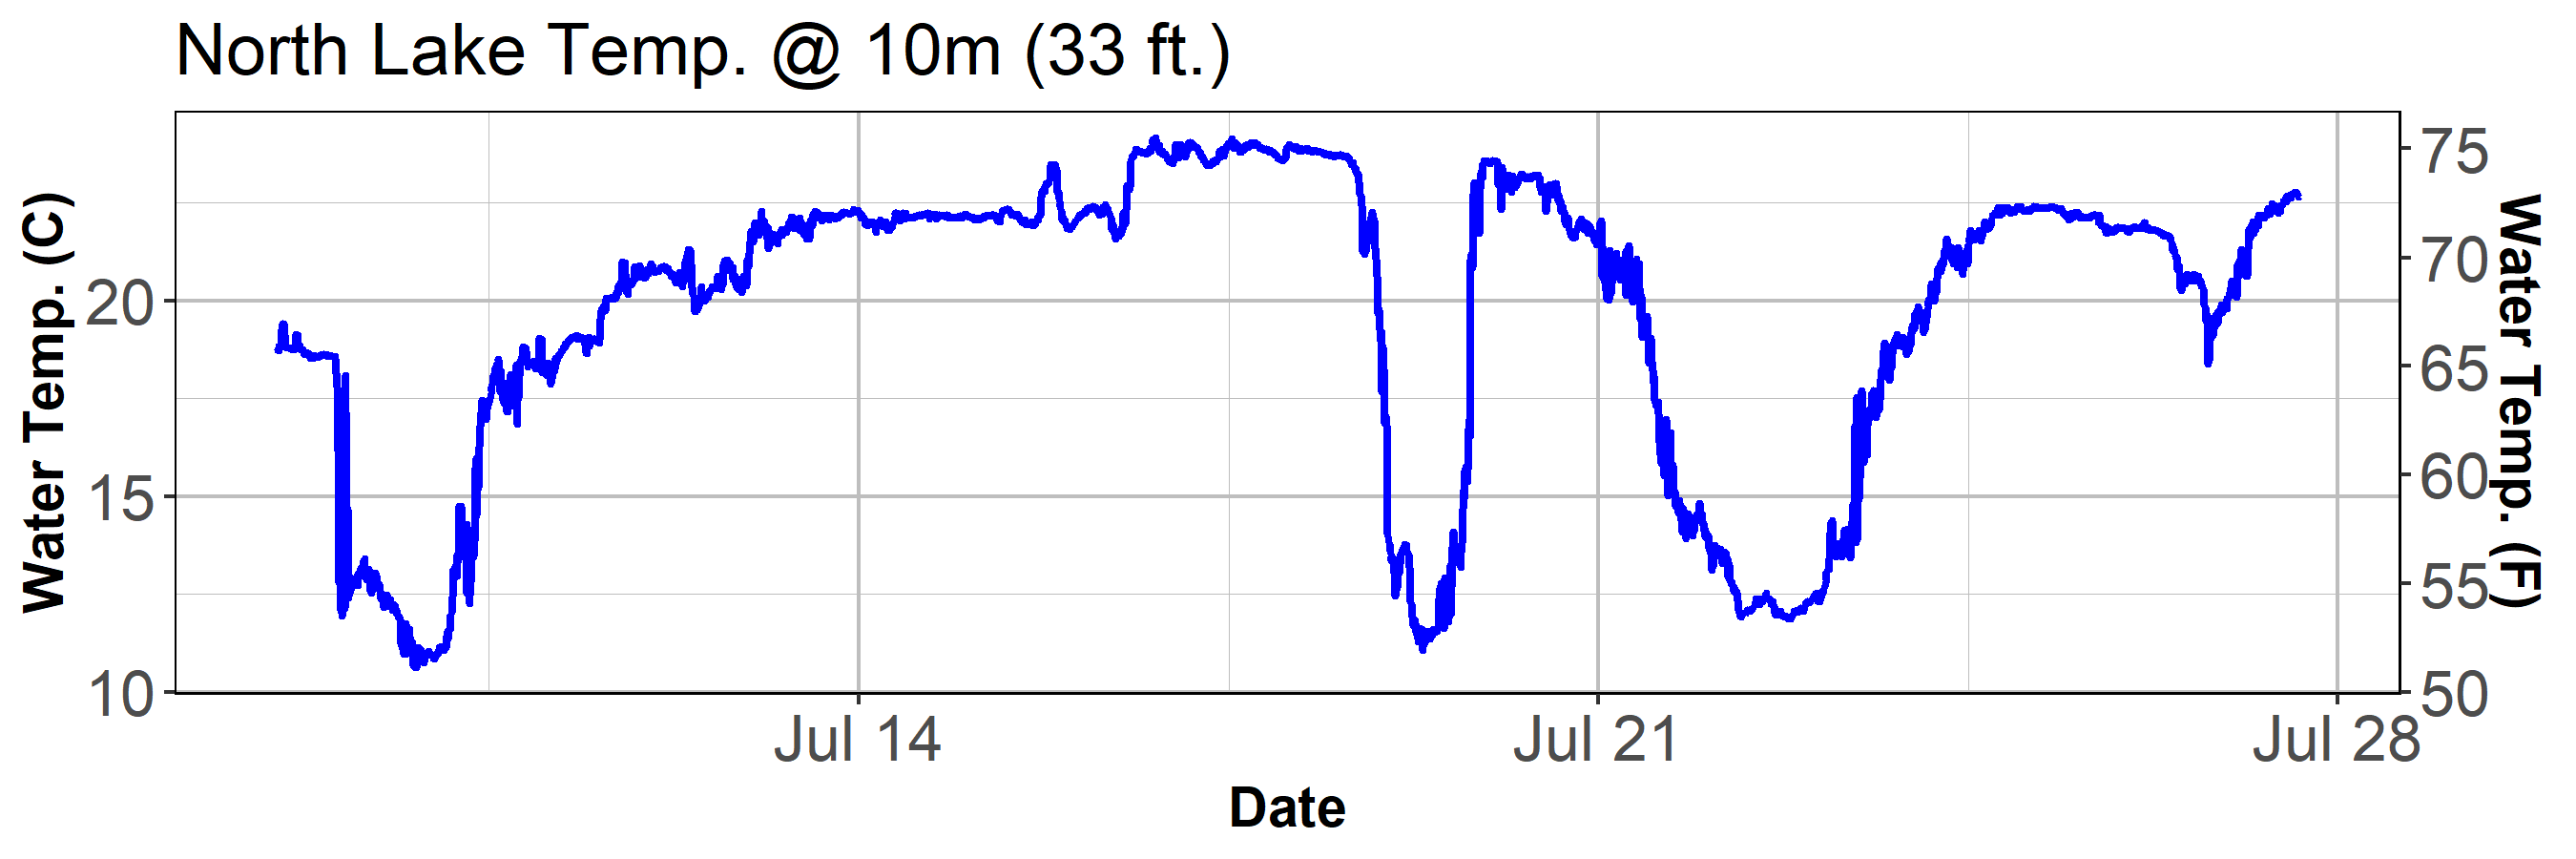 North Lake Temp. @ 10m (33 ft.)
Water Temp. (C)
20
15
10
75
70
65
60
55
50
Water Temp. (F)
Jul 14
Jul 21
Jul 28
Date